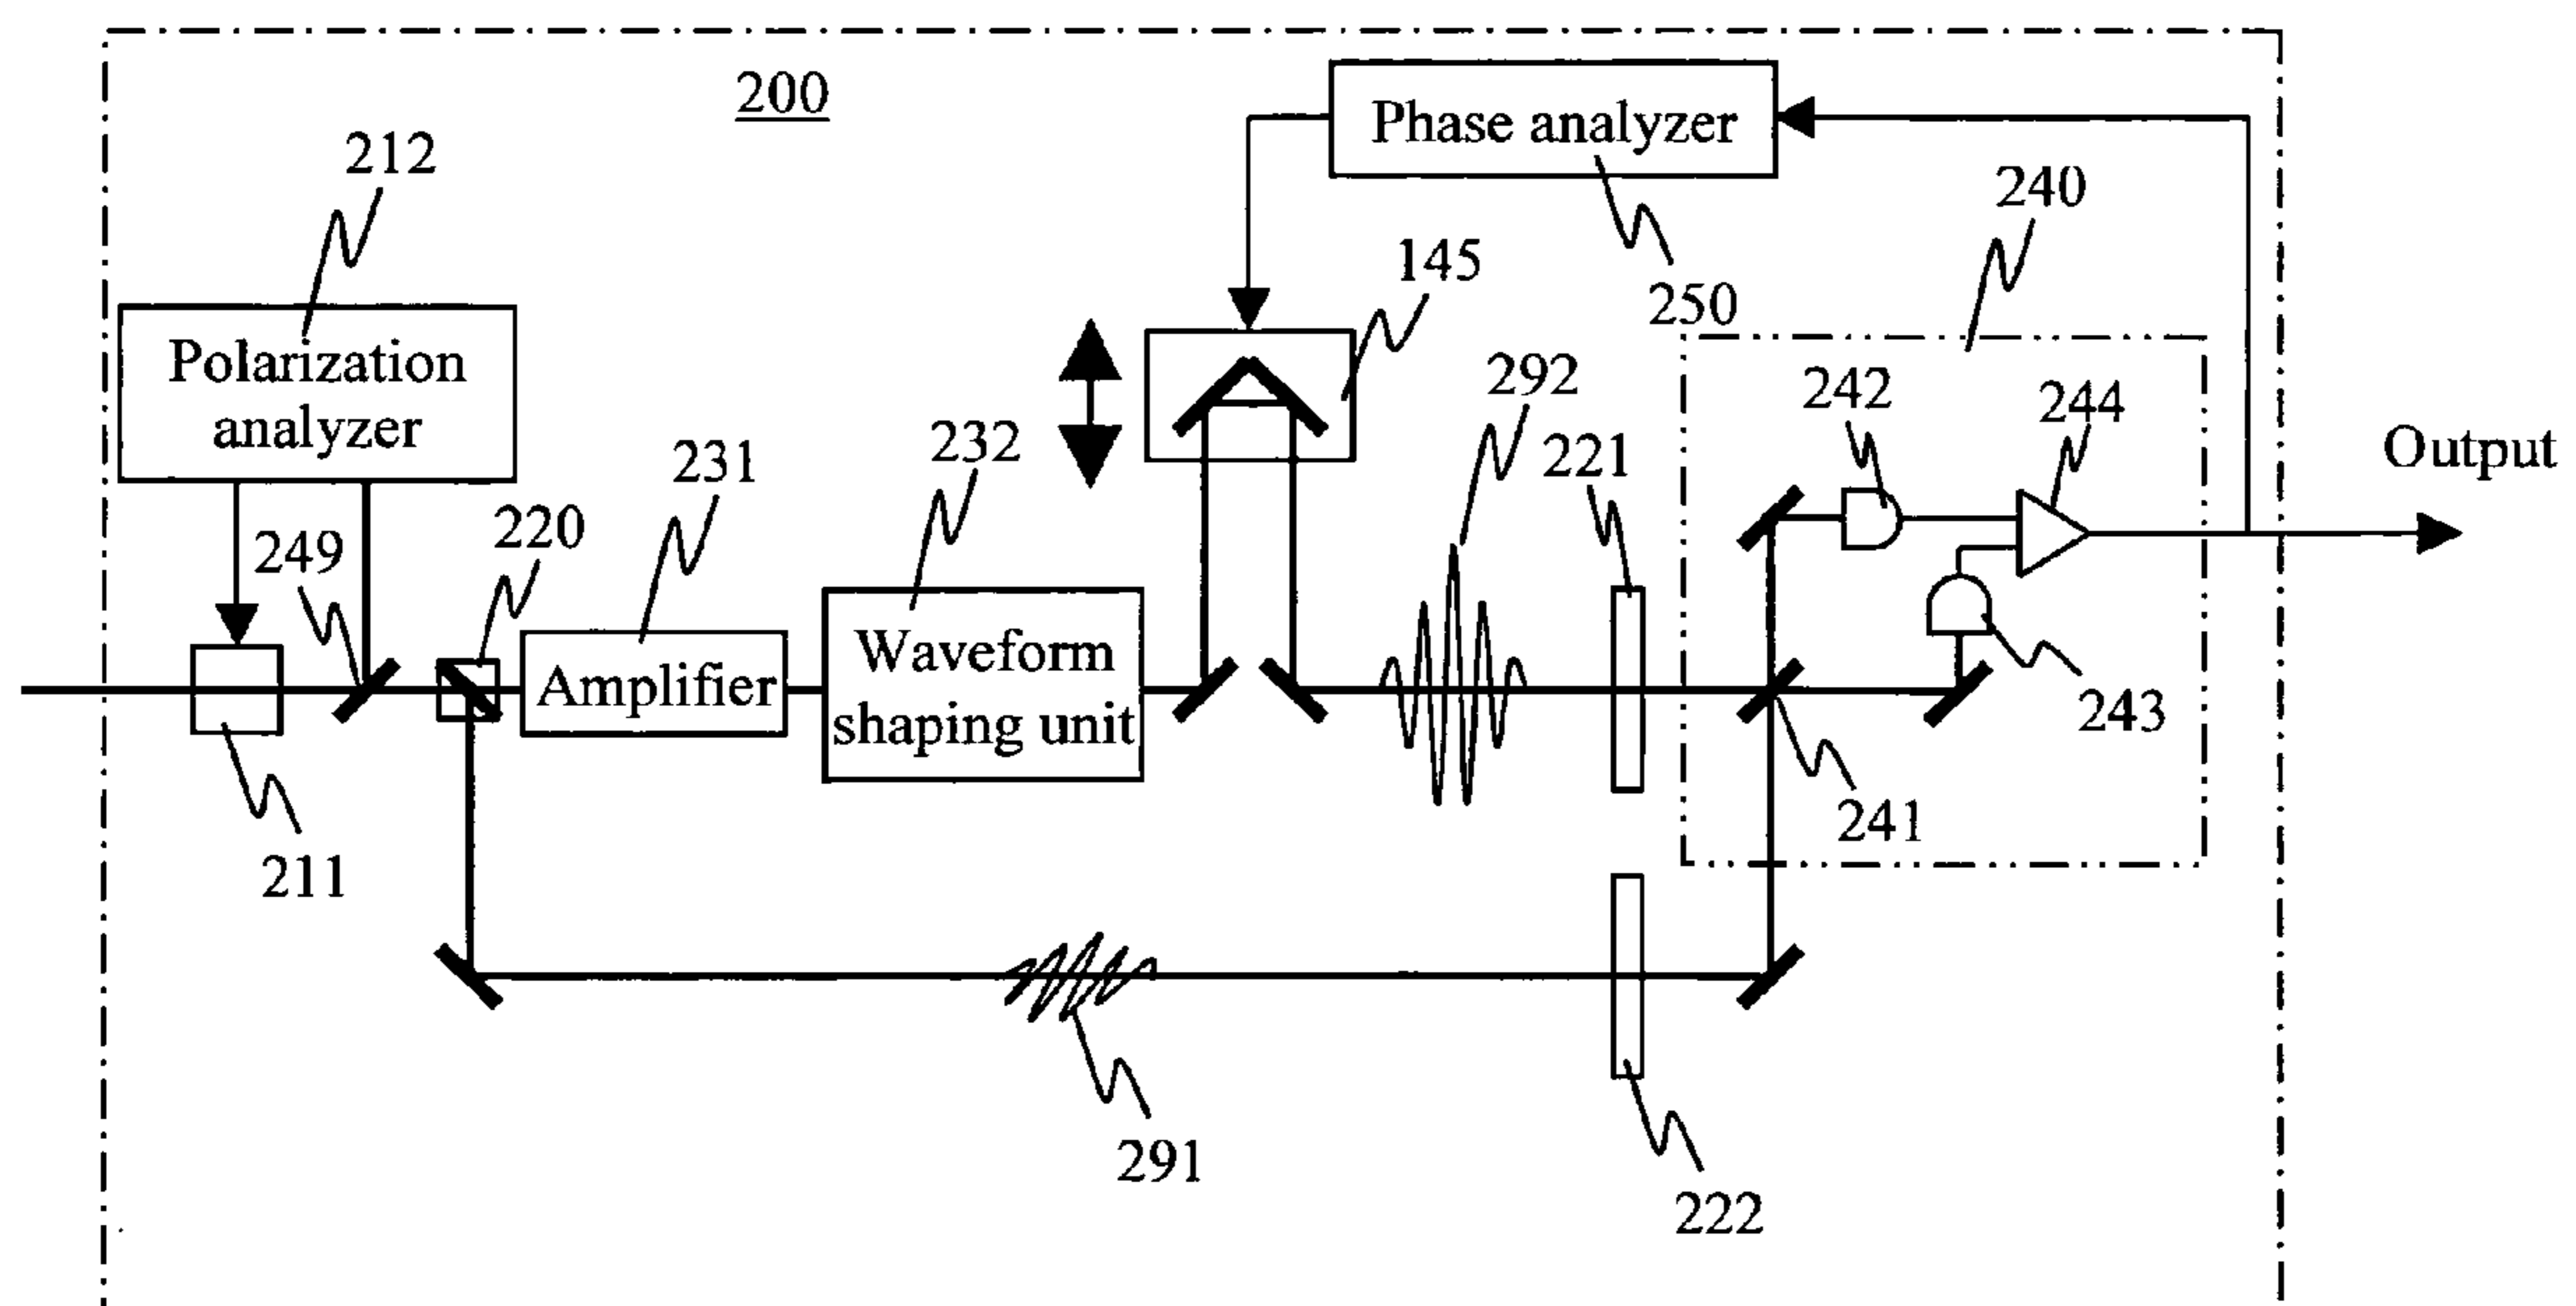 200
Phase analyzer
212
240
145
250
Polarization
analyzer
292
242
244
231
232
221
Output
220
249
Amplifier
Waveform
shaping unit
243
241
211
291
222